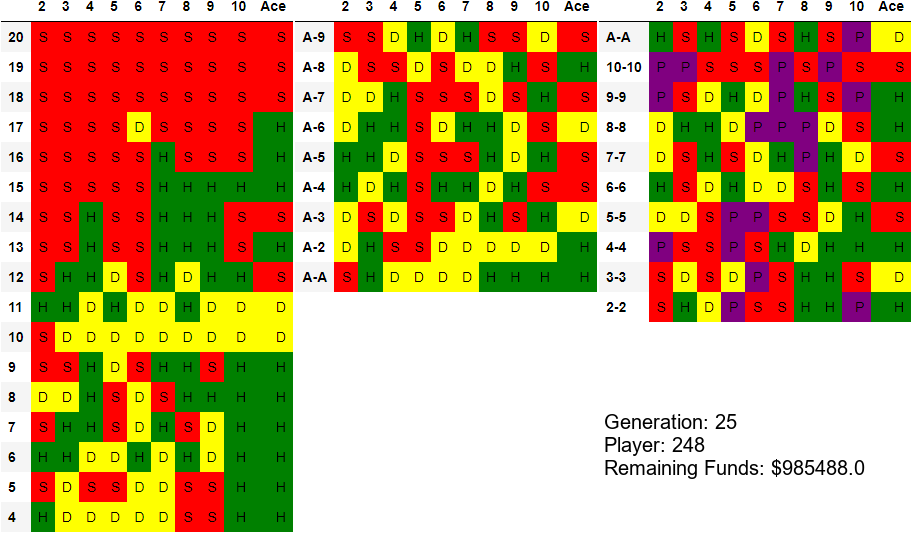 2 3 4 5 6 7 8 9 10 Ace
20 S S S S S S S S S S
19 S S S S S S S S S S
18 S S S S S S S S S S
17 S S S S D S S S S H
16 S S S S S H S S S H
15 S S S S S H H H H H
14 S S H S S H H H S S
13 S S H S S H H H S H
12 S H H D S H D H H S
11 H H D H D D H D D D
10 S D D D D D D D D D
9 S S H D S H H S H H
8 D D H S D S H H H H
7 S H H S D H S D H H
6 H H D D H D H D H H
5 S D S S D D S S H H
4 H D D D D D S S H H
2 3 4 5 6 7 8 9 10 Ace
A-9 S S D H D H S S D S
A-8 D S S D S D D H S H
A-7 D D H S S S D S H S
A-6 D H H S D H H D S D
A-5 H H D S S S H D H S
A-4 H D H S H H D H S S
A-3 D S D S S D H S H D
A-2 D H S S D D D D D H
A-A S H D D D D H H H H
2 3 4 5 6 7 8 9 10 Ace
A-A H S H S D S H S P D
10-10 P P S S S P S P S S
9-9 P S D H D P H S P H
8-8 D H H D P P P D S H
7-7 D S H S D H P H D S
6-6 H S D H D D S H S H
5-5 D D S P P S S D H S
4-4 P S S P S H D H H H
3-3 S D S D P S H H S D
2-2 S H D P S S H H P H
Generation: 25
Player: 248
Remaining Funds: $985488.0